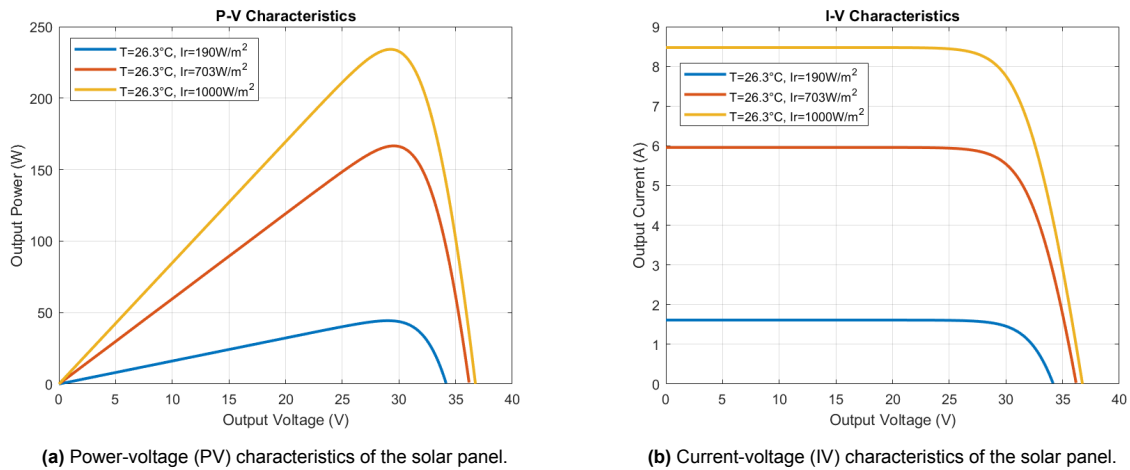 P-V Characteristics
250
200
150
100
50
0
Output Power (W)
T=26.3°C, Ir=190W/m²
T=26.3°C, Ir=703W/m²
T=26.3°C, Ir=1000W/m²
0 5 10 15 20 25 30 35 40
Output Voltage (V)
(a) Power-voltage (PV) characteristics of the solar panel.
I-V Characteristics
9
8
7
6
5
4
3
2
1
0
Output Current (A)
T=26.3°C, Ir=190W/m²
T=26.3°C, Ir=703W/m²
T=26.3°C, Ir=1000W/m²
0 5 10 15 20 25 30 35 40
Output Voltage (V)
(b) Current-voltage (IV) characteristics of the solar panel.